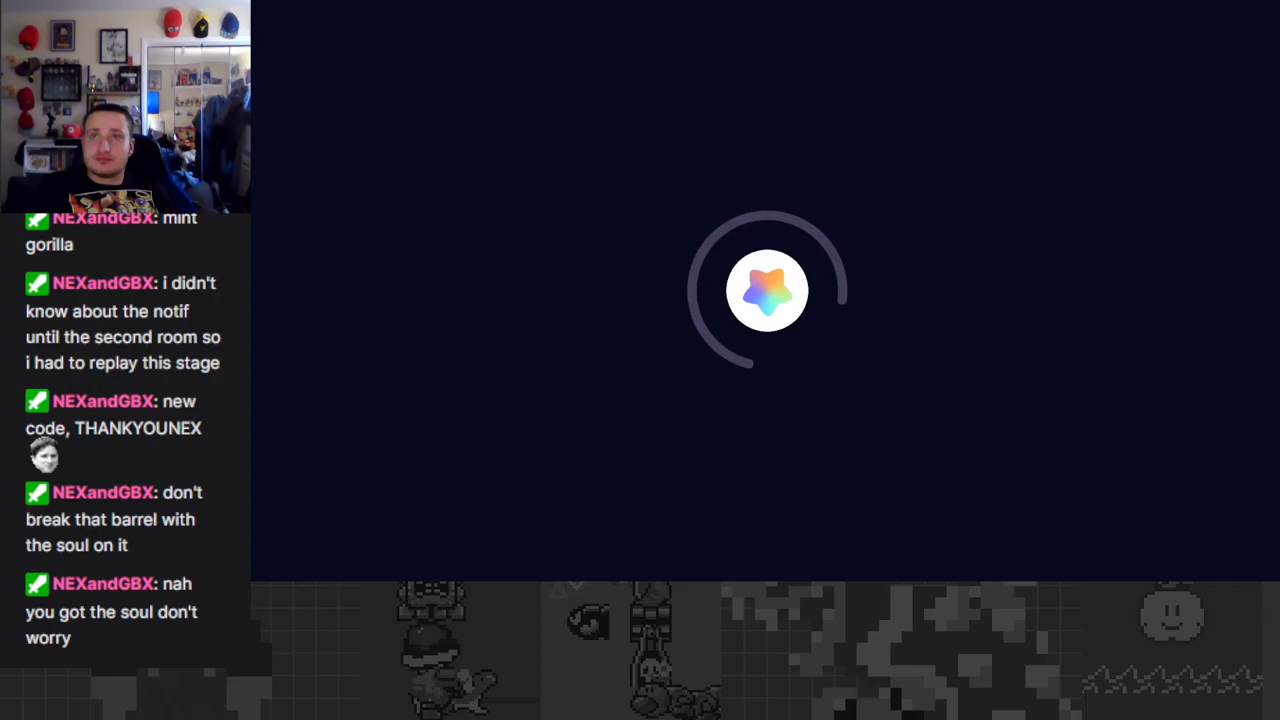 NEXandGBX: mint
gorilla
NEXandGBX: i didn't
know about the notif
until the second room so
i had to replay this stage
NEXandGBX: new
code, THANKYOUNEX
NEXandGBX: don't
break that barrel with
the soul on it
NEXandGBX: nah
you got the soul don't
worry